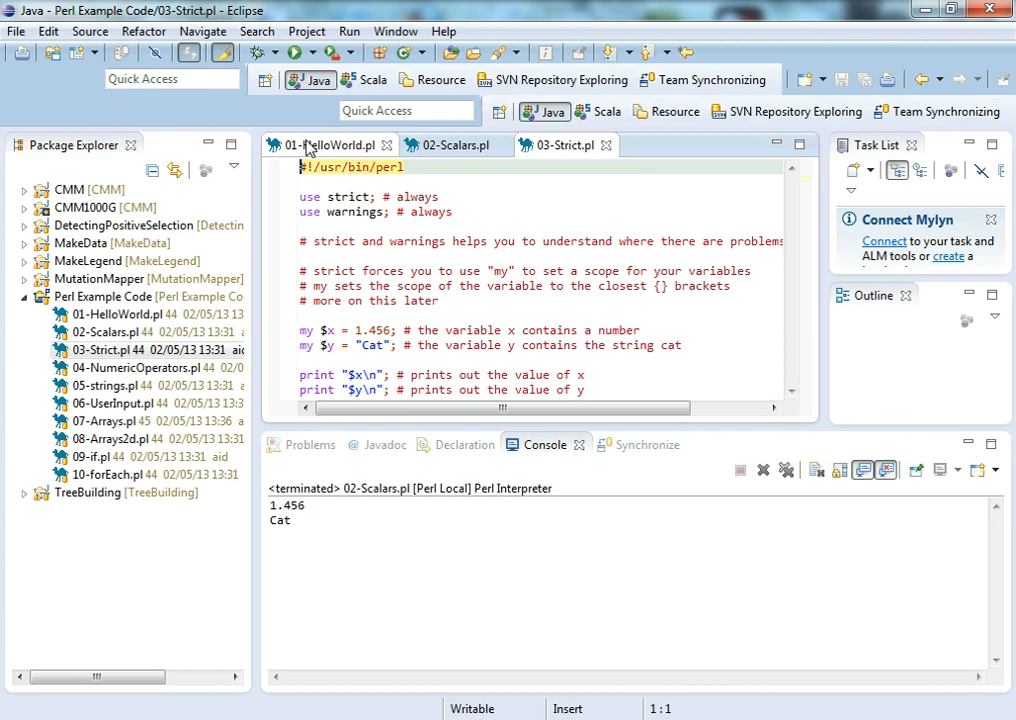 Java - Perl Example Code/03-Strict.pl - Eclipse
File Edit Source Refactor Navigate Search Project Run Window Help
Quick Access Java Scala Resource SVN Repository Exploring Team Synchronizing
Quick Access Java Scala Resource SVN Repository Exploring Team Synchronizing
Package Explorer
CMM [CMM]
CMM1000G [CMM]
DetectingPositiveSelection [Detectin
MakeData [MakeData]
MakeLegend [MakeLegend]
MutationMapper [MutationMapper]
Perl Example Code [Perl Example Co
01-HelloWorld.pl 44 02/05/13 13
02-Scalars.pl 44 02/05/13 13:31 a
03-Strict.pl 44 02/05/13 13:31 aid
04-NumericOperators.pl 44 02/05
05-strings.pl 44 02/05/13 13:31 a
06-UserInput.pl 44 02/05/13 13:3
07-Arrays.pl 45 02/05/13 13:36 a
08-Arrays2d.pl 44 02/05/13 13:31
09-if.pl 44 02/05/13 13:31 aid
10-forEach.pl 44 02/05/13 13:31
TreeBuilding [TreeBuilding]
01-HelloWorld.pl 02-Scalars.pl 03-Strict.pl
#!/usr/bin/perl
use strict; # always
use warnings; # always
# strict and warnings helps you to understand where there are problems
# strict forces you to use "my" to set a scope for your variables
# my sets the scope of the variable to the closest {} brackets
# more on this later
my $x = 1.456; # the variable x contains a number
my $y = "Cat"; # the variable y contains the string cat
print "$x\n"; # prints out the value of x
print "$y\n"; # prints out the value of y
Task List
Connect Mylyn
Connect to your task and
ALM tools or create a
Outline
Problems @ Javadoc Declaration Console Synchronize
<terminated> 02-Scalars.pl [Perl Local] Perl Interpreter
1.456
Cat
Writable Insert 1:1